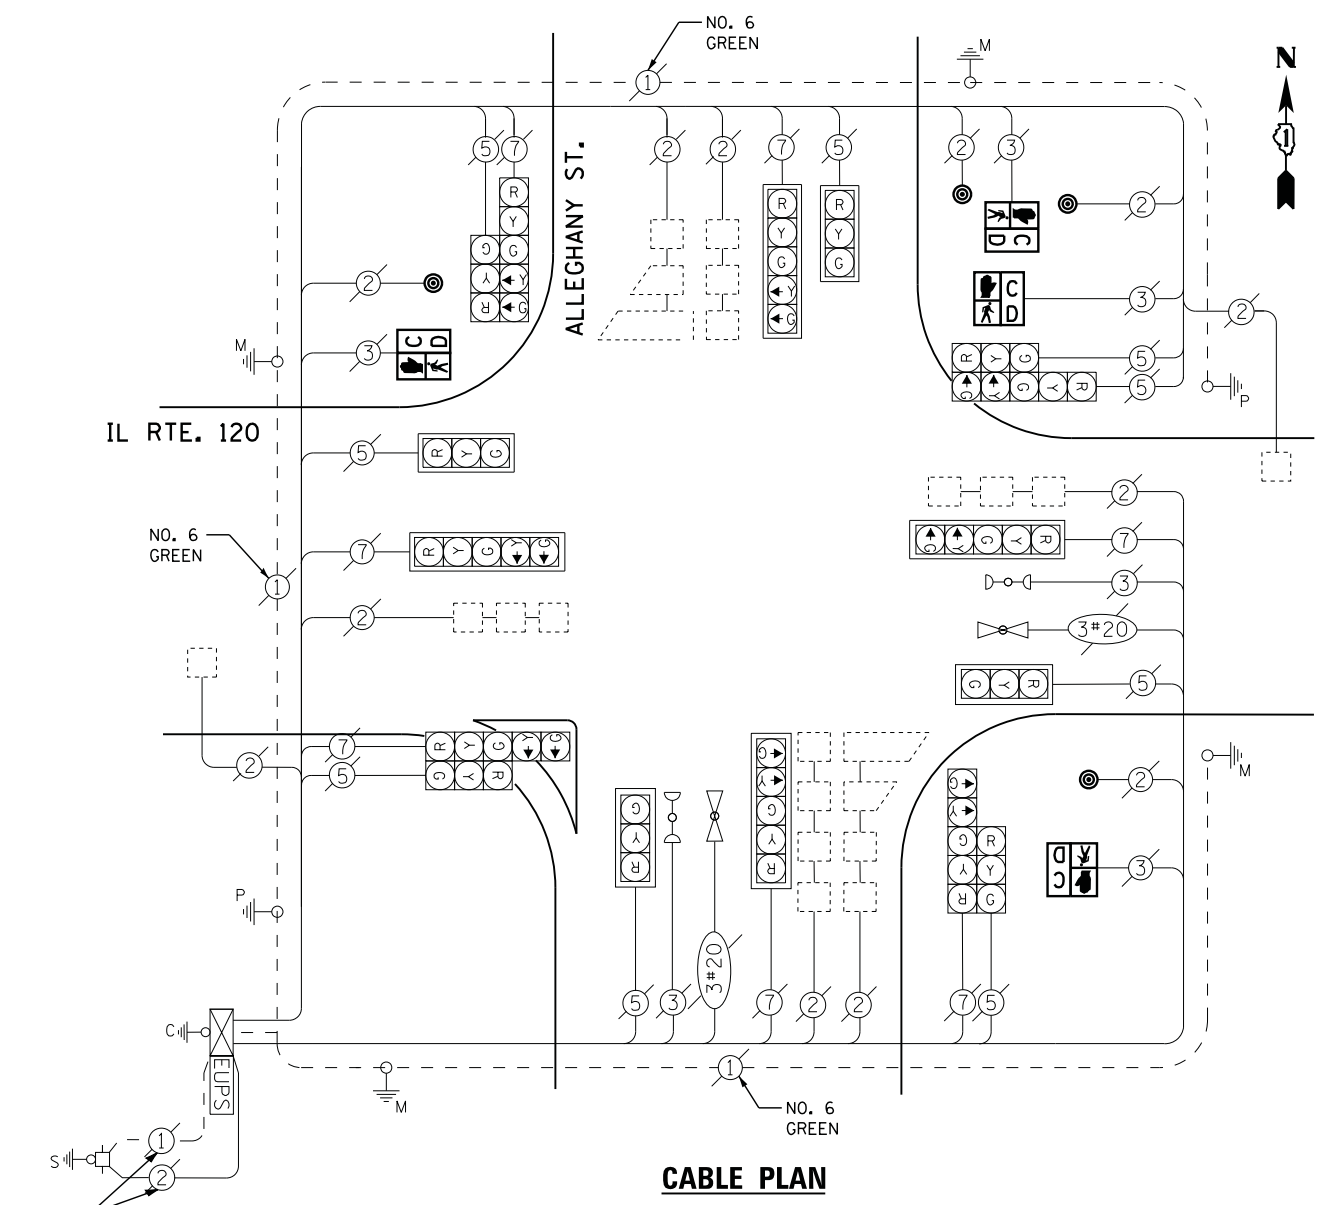 NO. 6
GREEN
M
N
1
1
5 7 2 2 7 5 2 3
ALLEGHANY ST.
R
Y
G G
Y Y
R G
R
Y
G
Y
G
R
Y
G
D C
2
2
3
C
D
3
2
C D
3
M
R Y G
5
G Y G Y R
5
P
IL RTE. 120
5
R Y G
2
NO. 6
GREEN
7
R Y G Y G
G Y G Y R
7
1
3
2
3#20
G Y R
5
7
R Y G Y G
2
5
G Y R
M
G
Y
R
G
Y
G
Y
R
G
Y
G R
Y Y
R G
2
D
C
3
P
3#20
5 3 7 2 2 7 5
C
EUPS
1
M
NO. 6
GREEN
1
S
2
CABLE PLAN